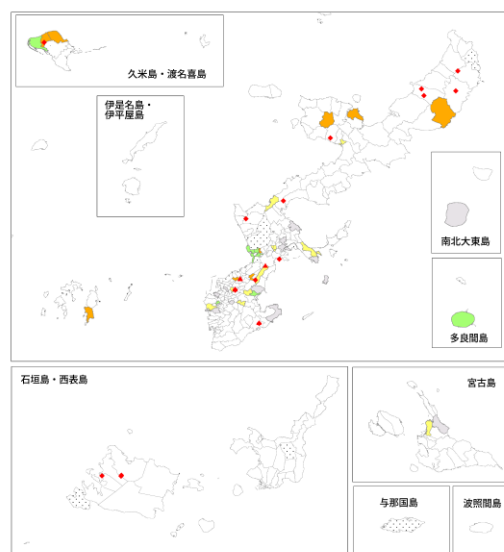 久米島・渡名喜島
伊是名島・
伊平屋島
南北大東島
多良間島
石垣島・西表島
宮古島
与那国島
波照間島